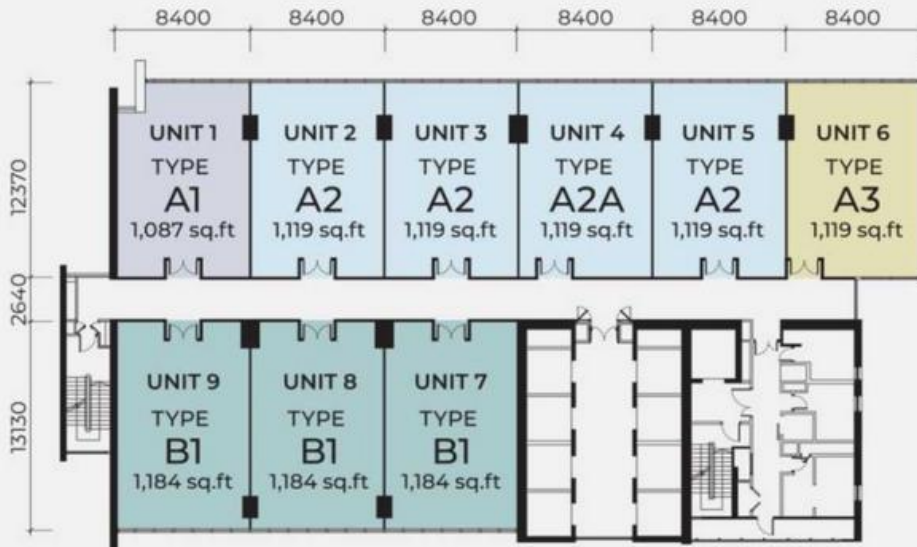 8400 8400 8400 8400 8400 8400
12370
UNIT 1
TYPE
A1
1,087 sq.ft
UNIT 2
TYPE
A2
1,119 sq.ft
UNIT 3
TYPE
A2
1,119 sq.ft
UNIT 4
TYPE
A2A
1,119 sq.ft
UNIT 5
TYPE
A2
1,119 sq.ft
UNIT 6
TYPE
A3
1,119 sq.ft
2640
13130
UNIT 9
TYPE
B1
1,184 sq.ft
UNIT 8
TYPE
B1
1,184 sq.ft
UNIT 7
TYPE
B1
1,184 sq.ft